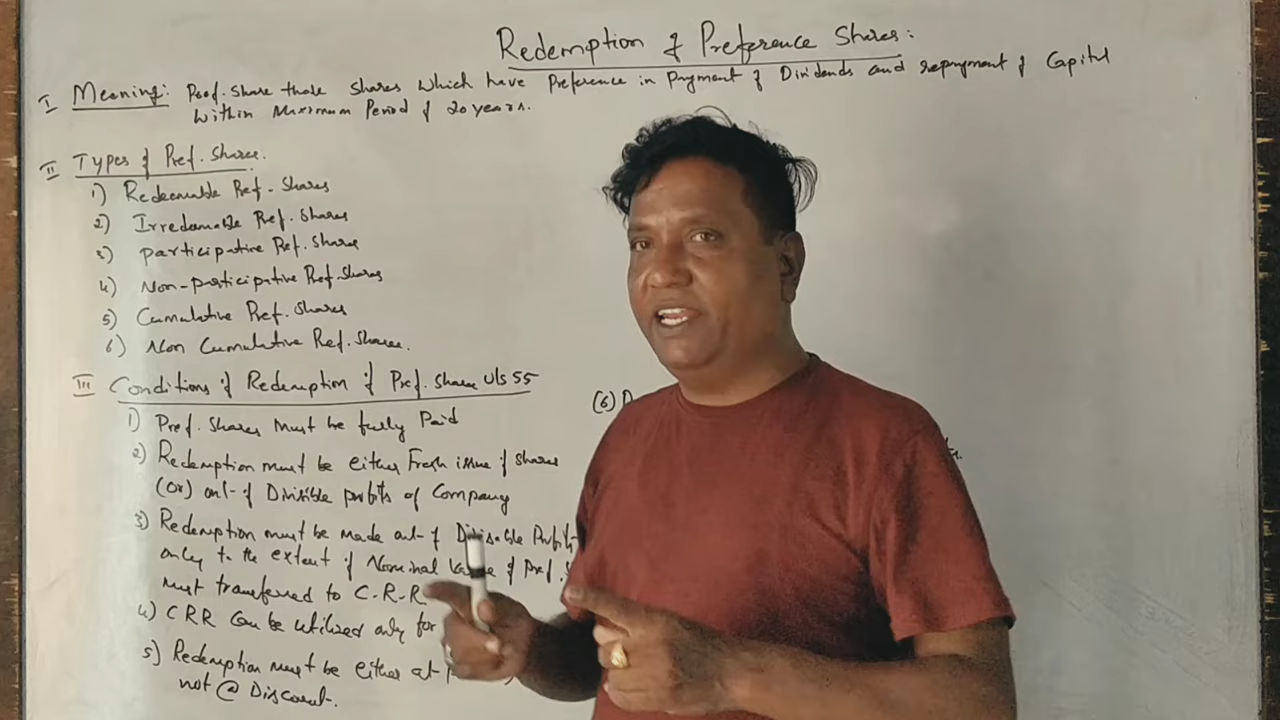 Redemption of Preference Shares:
I Meaning: Pref. Share those Shares Which have Preference in Payment of Dividends and repayment of Capital
Within Maximum Period of 20 years.
II Types of Pref. Shares.
1) Redeemable Pref. Shares
2) Irredamable Pref. Shares
3) Participative Pref. Shares
4) Non-participative Pref. Shares
5) Cumulative Pref. Shares
6) Non Cumulative Pref. Shares.
III Conditions of Redemption of Pref. Share U/s 55
1) Pref. Shares Must be fully Paid
2) Redemption must be either Fresh issue of shares
(Or) out of Divisible profits of Company
3) Redemption must be made out of Divisable Profits
only to the extent of Nominal Value of Pref.
must transferred to C-R-R
4) CRR Can be utilized only for
5) Redemption must be either at
not @ Discount.
(6)